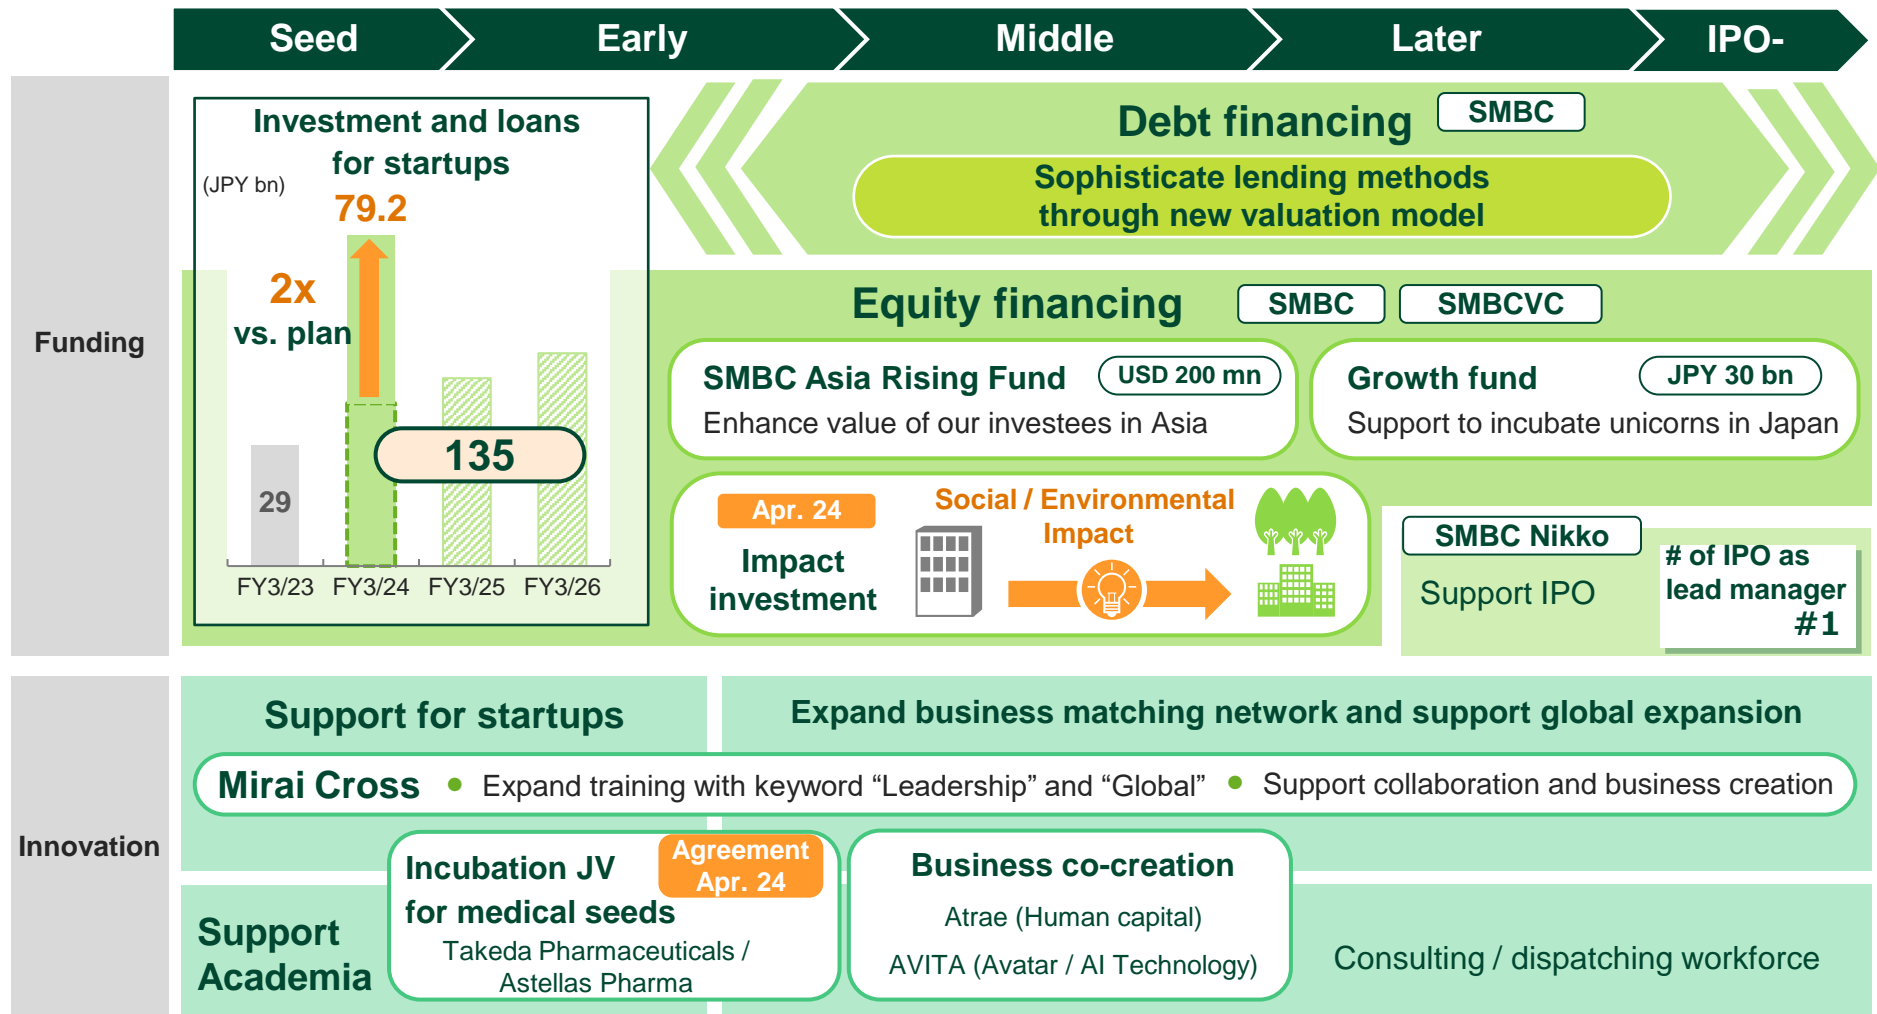 Seed
Early
Middle
Later
IPO-
Funding
Investment and loans
for startups
(JPY bn)
79.2
2x
vs. plan
135
29
FY3/23
FY3/24
FY3/25
FY3/26
Debt financing
SMBC
Sophisticate lending methods
through new valuation model
Equity financing
SMBC
SMBCVC
SMBC Asia Rising Fund
USD 200 mn
Enhance value of our investees in Asia
Growth fund
JPY 30 bn
Support to incubate unicorns in Japan
Apr. 24
Impact
investment
Social / Environmental
Impact
SMBC Nikko
Support IPO
# of IPO as
lead manager
#1
Innovation
Support for startups
Expand business matching network and support global expansion
Mirai Cross
• Expand training with keyword “Leadership” and “Global”
• Support collaboration and business creation
Incubation JV
for medical seeds
Agreement
Apr. 24
Takeda Pharmaceuticals /
Astellas Pharma
Business co-creation
Atrae (Human capital)
AVITA (Avatar / AI Technology)
Support
Academia
Consulting / dispatching workforce